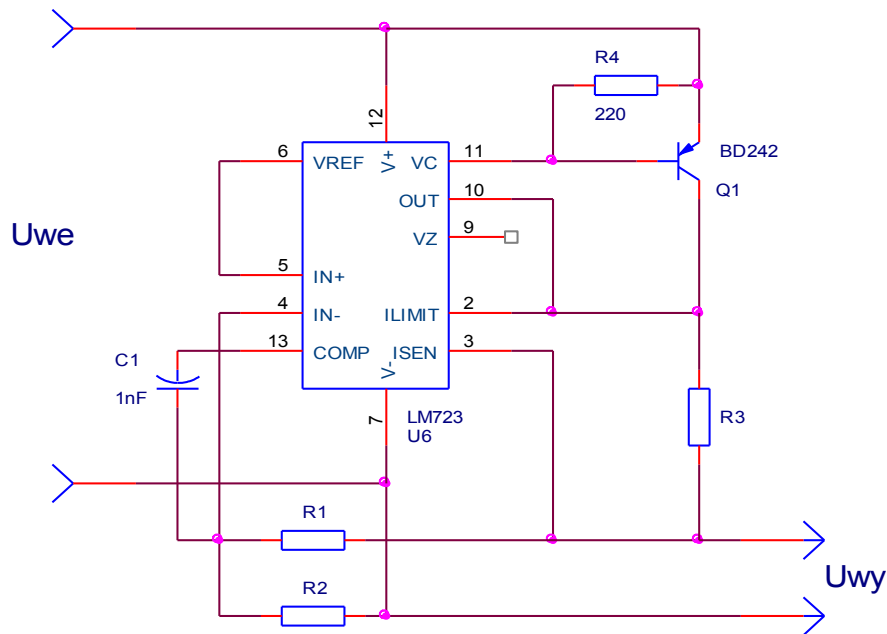 R4
220
12
6
VREF
V+
VC
11
BD242
Q1
OUT
10
VZ
9
Uwe
5
IN+
4
IN-
ILIMIT
2
13
COMP
ISEN
3
C1
1nF
V-
7
LM723
U6
R3
R1
R2
Uwy